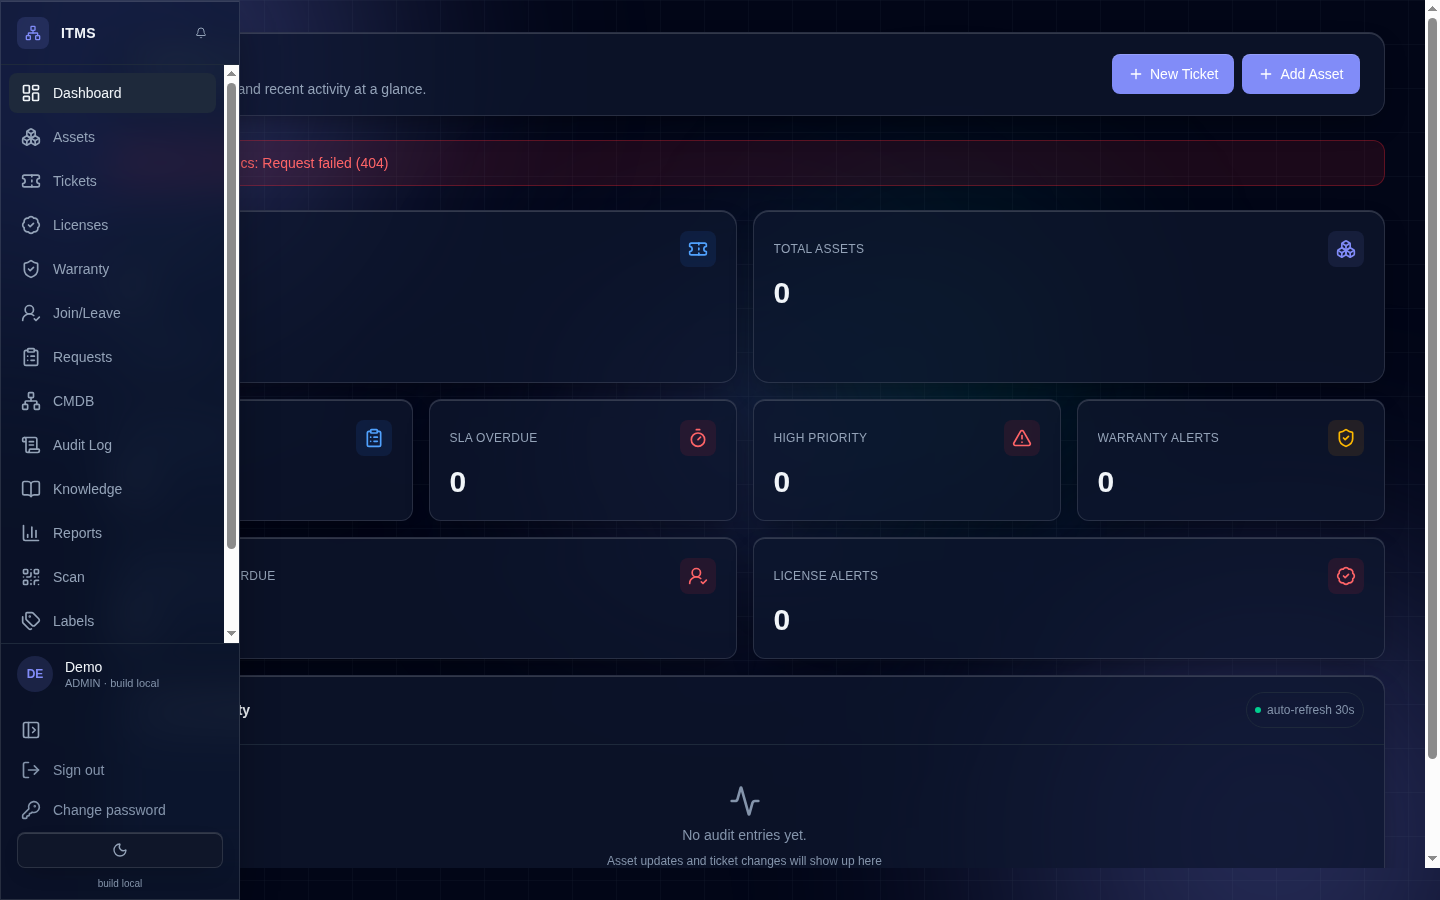 ITMS
Dashboard
Assets
Tickets
Licenses
Warranty
Join/Leave
Requests
CMDB
Audit Log
Knowledge
Reports
Scan
Labels
Demo
DE
ADMIN · build local
Sign out
Change password
build local
and recent activity at a glance.
New Ticket
Add Asset
cs: Request failed (404)
TOTAL ASSETS
0
SLA OVERDUE
0
HIGH PRIORITY
0
WARRANTY ALERTS
0
RDUE
LICENSE ALERTS
0
ty
auto-refresh 30s
No audit entries yet.
Asset updates and ticket changes will show up here